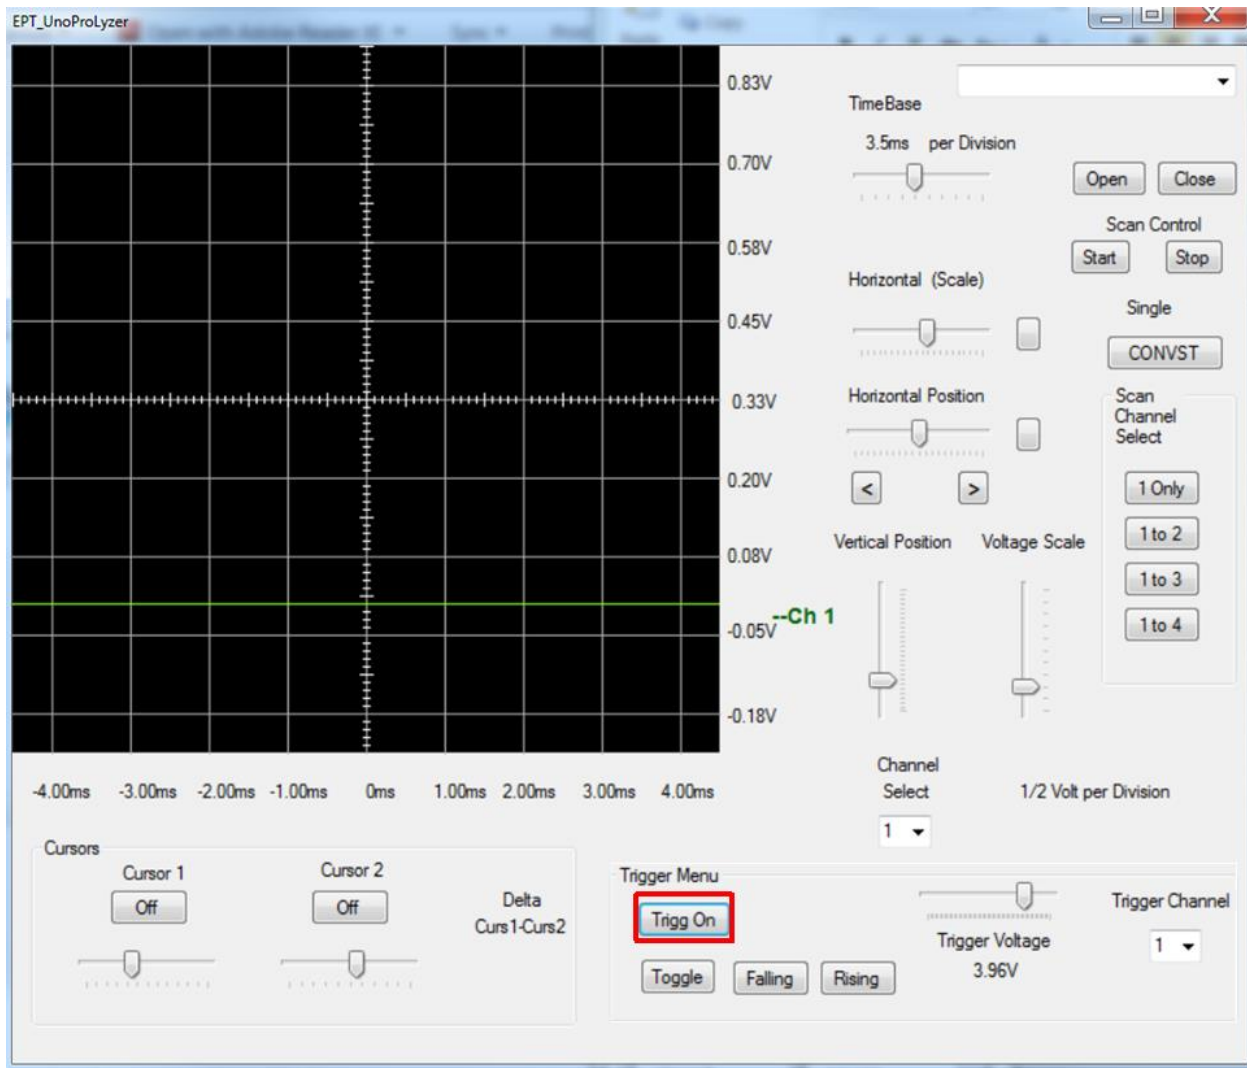 EPT_UnoProLyzer
0.83V
0.70V
0.58V
0.45V
0.33V
0.20V
0.08V
--Ch 1
-0.05V
-0.18V
-4.00ms -3.00ms -2.00ms -1.00ms 0ms 1.00ms 2.00ms 3.00ms 4.00ms
TimeBase
3.5ms per Division
Open Close
Scan Control
Start Stop
Horizontal (Scale)
Single
CONVST
Horizontal Position
< >
Scan
Channel
Select
1 Only
1 to 2
1 to 3
1 to 4
Vertical Position Voltage Scale
Channel
Select
1
1/2 Volt per Division
Cursors
Cursor 1 Cursor 2
Off Off
Delta
Curs1-Curs2
Trigger Menu
Trigg On
Toggle Falling Rising
Trigger Voltage
3.96V
Trigger Channel
1